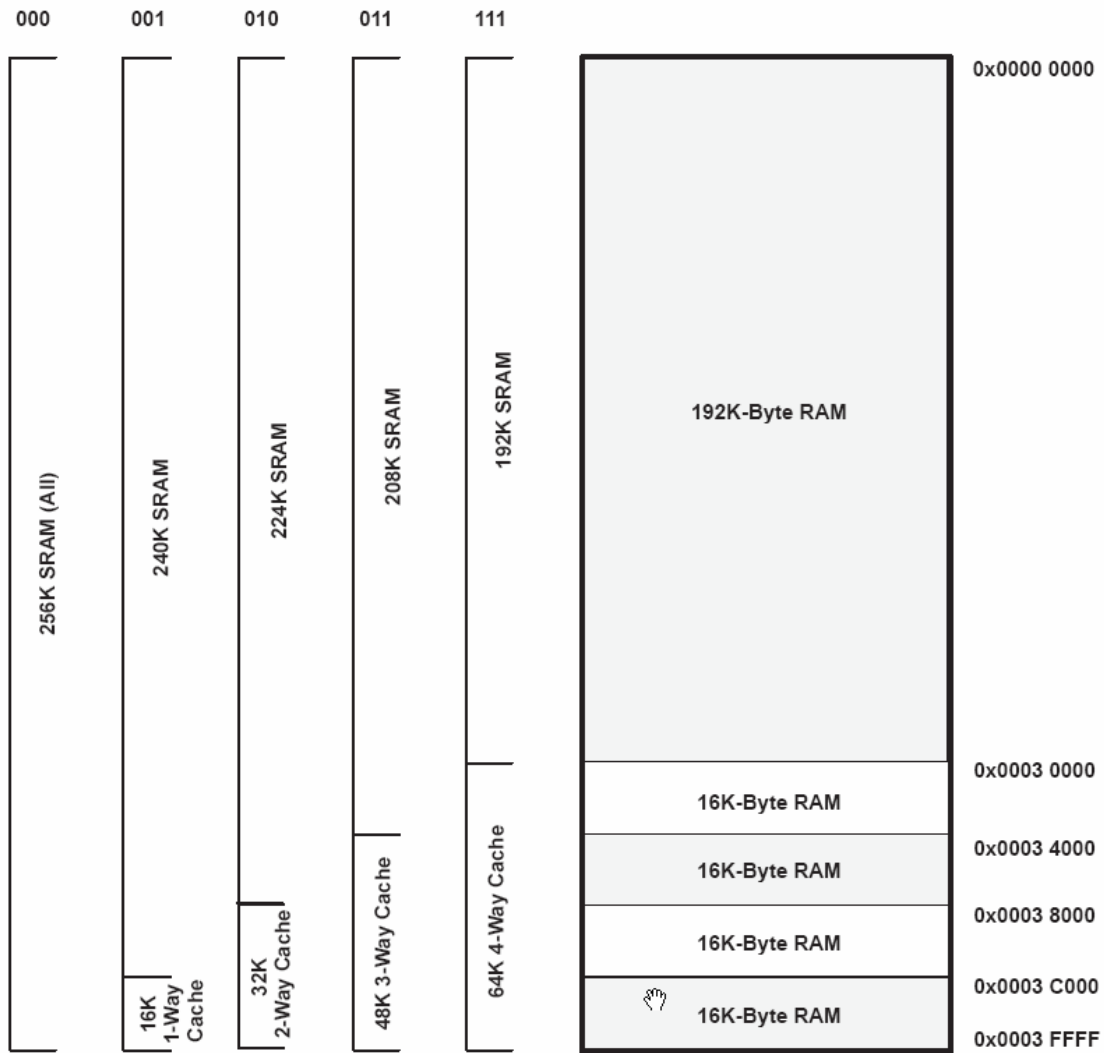 000 001 010 011 111
0x0000 0000
256K SRAM (All)
240K SRAM
224K SRAM
208K SRAM
192K SRAM
192K-Byte RAM
0x0003 0000
16K-Byte RAM
0x0003 4000
16K-Byte RAM
0x0003 8000
16K-Byte RAM
0x0003 C000
16K-Byte RAM
0x0003 FFFF
16K
1-Way
Cache
32K
2-Way Cache
48K 3-Way Cache
64K 4-Way Cache